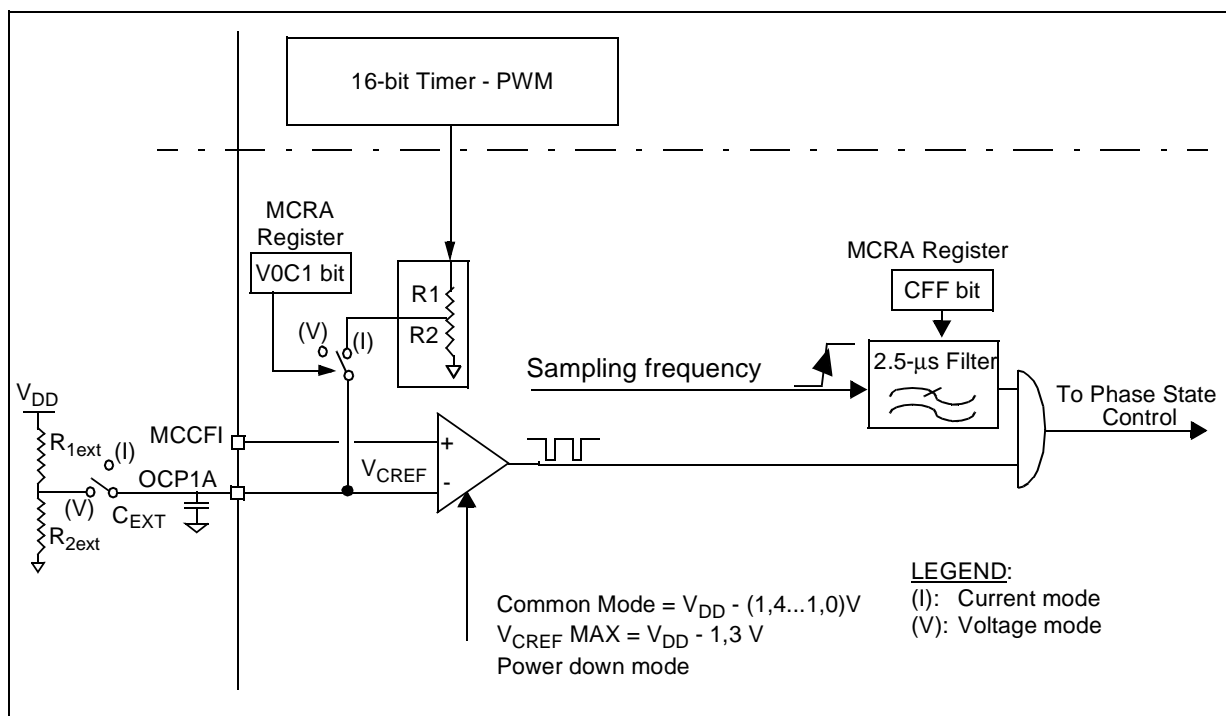 16-bit Timer - PWM
MCRA
Register
V0C1 bit
R1
R2
(V)
(I)
MCRA Register
CFF bit
2.5-µs Filter
Sampling frequency
To Phase State
Control
VDD
R1ext
(I)
MCCFI
OCP1A
(V)
CEXT
R2ext
VCREF
+
-
Common Mode = VDD - (1,4...1,0)V
VCREF MAX = VDD - 1,3 V
Power down mode
LEGEND:
(I): Current mode
(V): Voltage mode